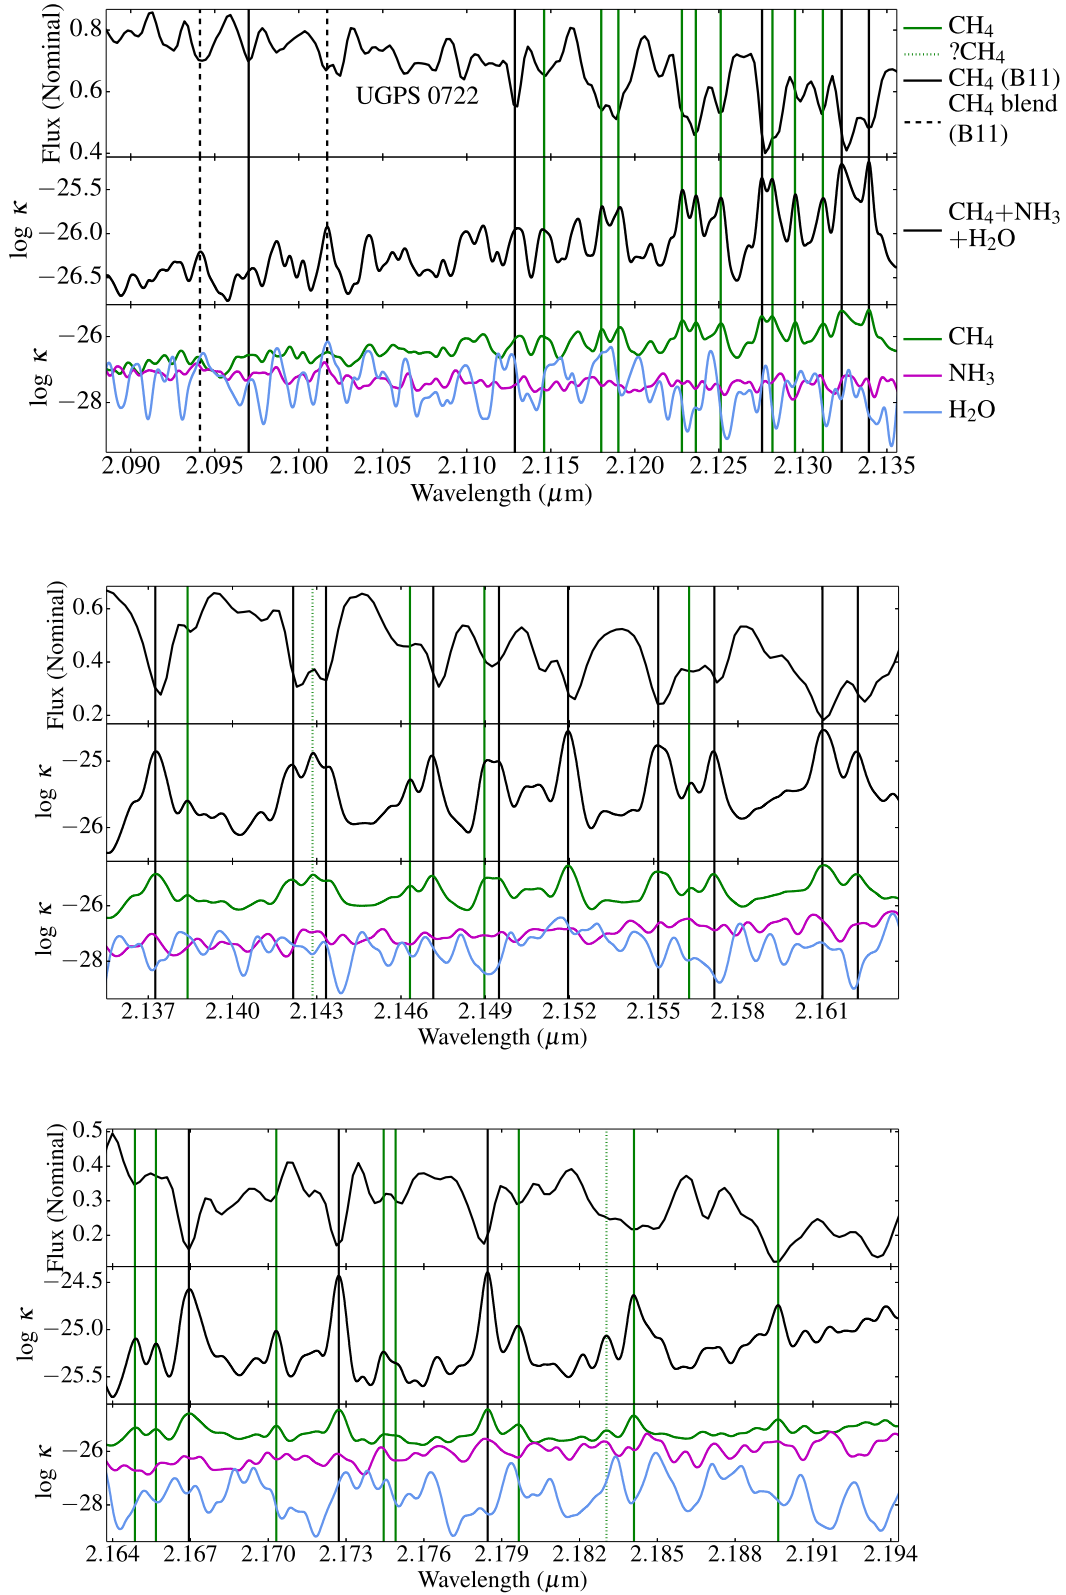 0.8
0.6
0.4
Flux (Nominal)
UGPS 0722
CH4
?CH4
CH4 (B11)
CH4 blend
(B11)
−25.5
−26.0
−26.5
log κ
CH4+NH3
+H2O
−26
−28
log κ
CH4
NH3
H2O
2.090 2.095 2.100 2.105 2.110 2.115 2.120 2.125 2.130 2.135
Wavelength (μm)
0.6
0.4
0.2
Flux (Nominal)
−25
−26
log κ
−26
−28
log κ
2.137 2.140 2.143 2.146 2.149 2.152 2.155 2.158 2.161
Wavelength (μm)
0.5
0.4
0.3
0.2
Flux (Nominal)
−24.5
−25.0
−25.5
log κ
−26
−28
log κ
2.164 2.167 2.170 2.173 2.176 2.179 2.182 2.185 2.188 2.191 2.194
Wavelength (μm)